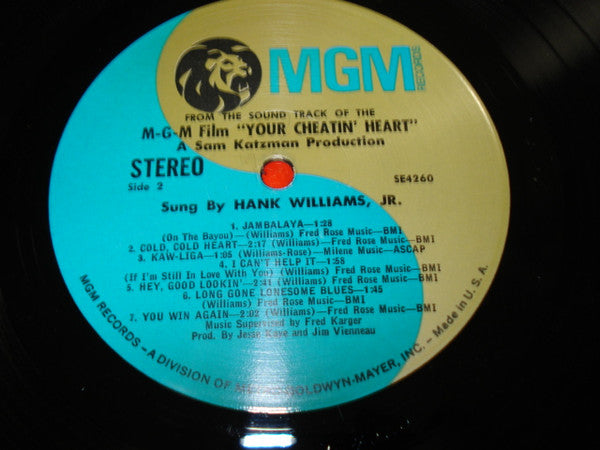 MGM
RECORDS
FROM THE SOUND TRACK OF THE
M-G-M Film "YOUR CHEATIN' HEART"
A Sam Katzman Production
STEREO
Side 2
SE4260
Sung By HANK WILLIAMS, JR.
1. JAMBALAYA—1:28
(On The Bayou)—(Williams) Fred Rose Music—BMI
2. COLD, COLD HEART—2:17 (Williams)—Fred Rose Music—BMI
3. KAW-LIGA—1:05 (Williams-Rose)—Milene Music—ASCAP
4. I CAN'T HELP IT—1:58
(If I'm Still In Love With You) (Williams) Fred Rose Music—BMI
5. HEY, GOOD LOOKIN'—2:41 (Williams) Fred Rose Music—BMI
6. LONG GONE LONESOME BLUES—1:45
(Williams) Fred Rose Music—BMI
7. YOU WIN AGAIN—2:02 (Williams) Fred Rose Music—BMI
Music Supervised by Fred Karger
Prod. By Jesse Kaye and Jim Vienneau
MGM RECORDS—A DIVISION OF METRO-GOLDWYN-MAYER, INC.—Made in U.S.A.